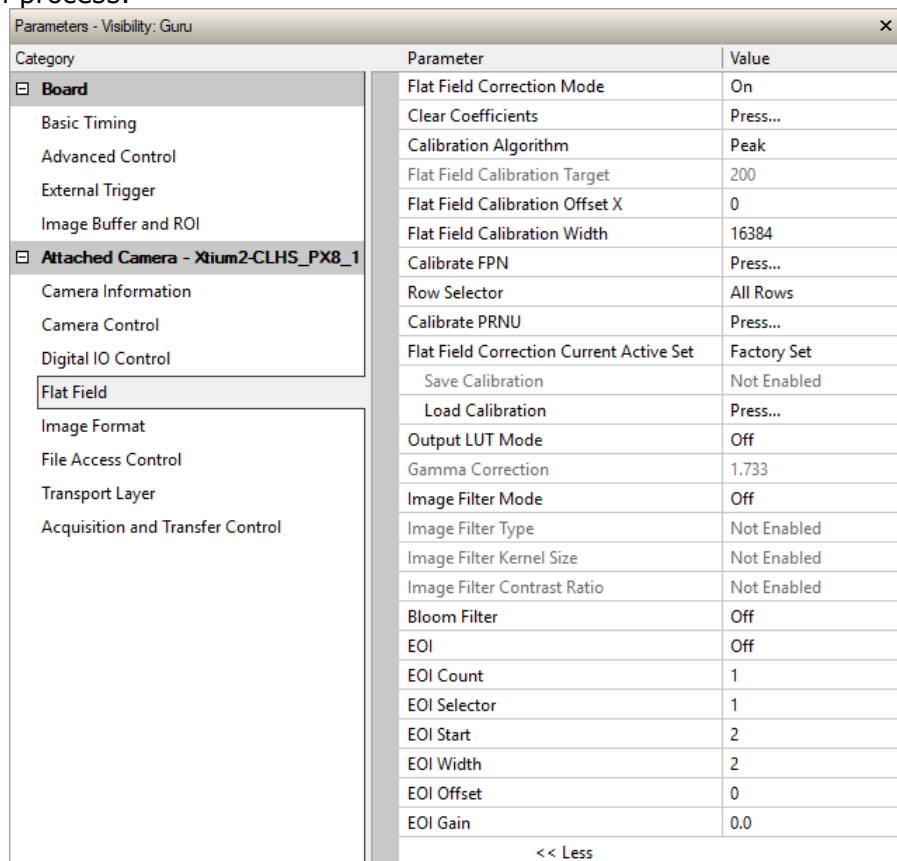 process.
Parameters - Visibility: Guru ×
Category Parameter Value
Board Flat Field Correction Mode On
Basic Timing Clear Coefficients Press...
Advanced Control Calibration Algorithm Peak
External Trigger Flat Field Calibration Target 200
Image Buffer and ROI Flat Field Calibration Offset X 0
Attached Camera - Xtium2-CLHS_PX8_1 Flat Field Calibration Width 16384
Camera Information Calibrate FPN Press...
Camera Control Row Selector All Rows
Digital IO Control Calibrate PRNU Press...
Flat Field Flat Field Correction Current Active Set Factory Set
Image Format Save Calibration Not Enabled
File Access Control Load Calibration Press...
Transport Layer Output LUT Mode Off
Acquisition and Transfer Control Gamma Correction 1.733
Image Filter Mode Off
Image Filter Type Not Enabled
Image Filter Kernel Size Not Enabled
Image Filter Contrast Ratio Not Enabled
Bloom Filter Off
EOI Off
EOI Count 1
EOI Selector 1
EOI Start 2
EOI Width 2
EOI Offset 0
EOI Gain 0.0
<< Less